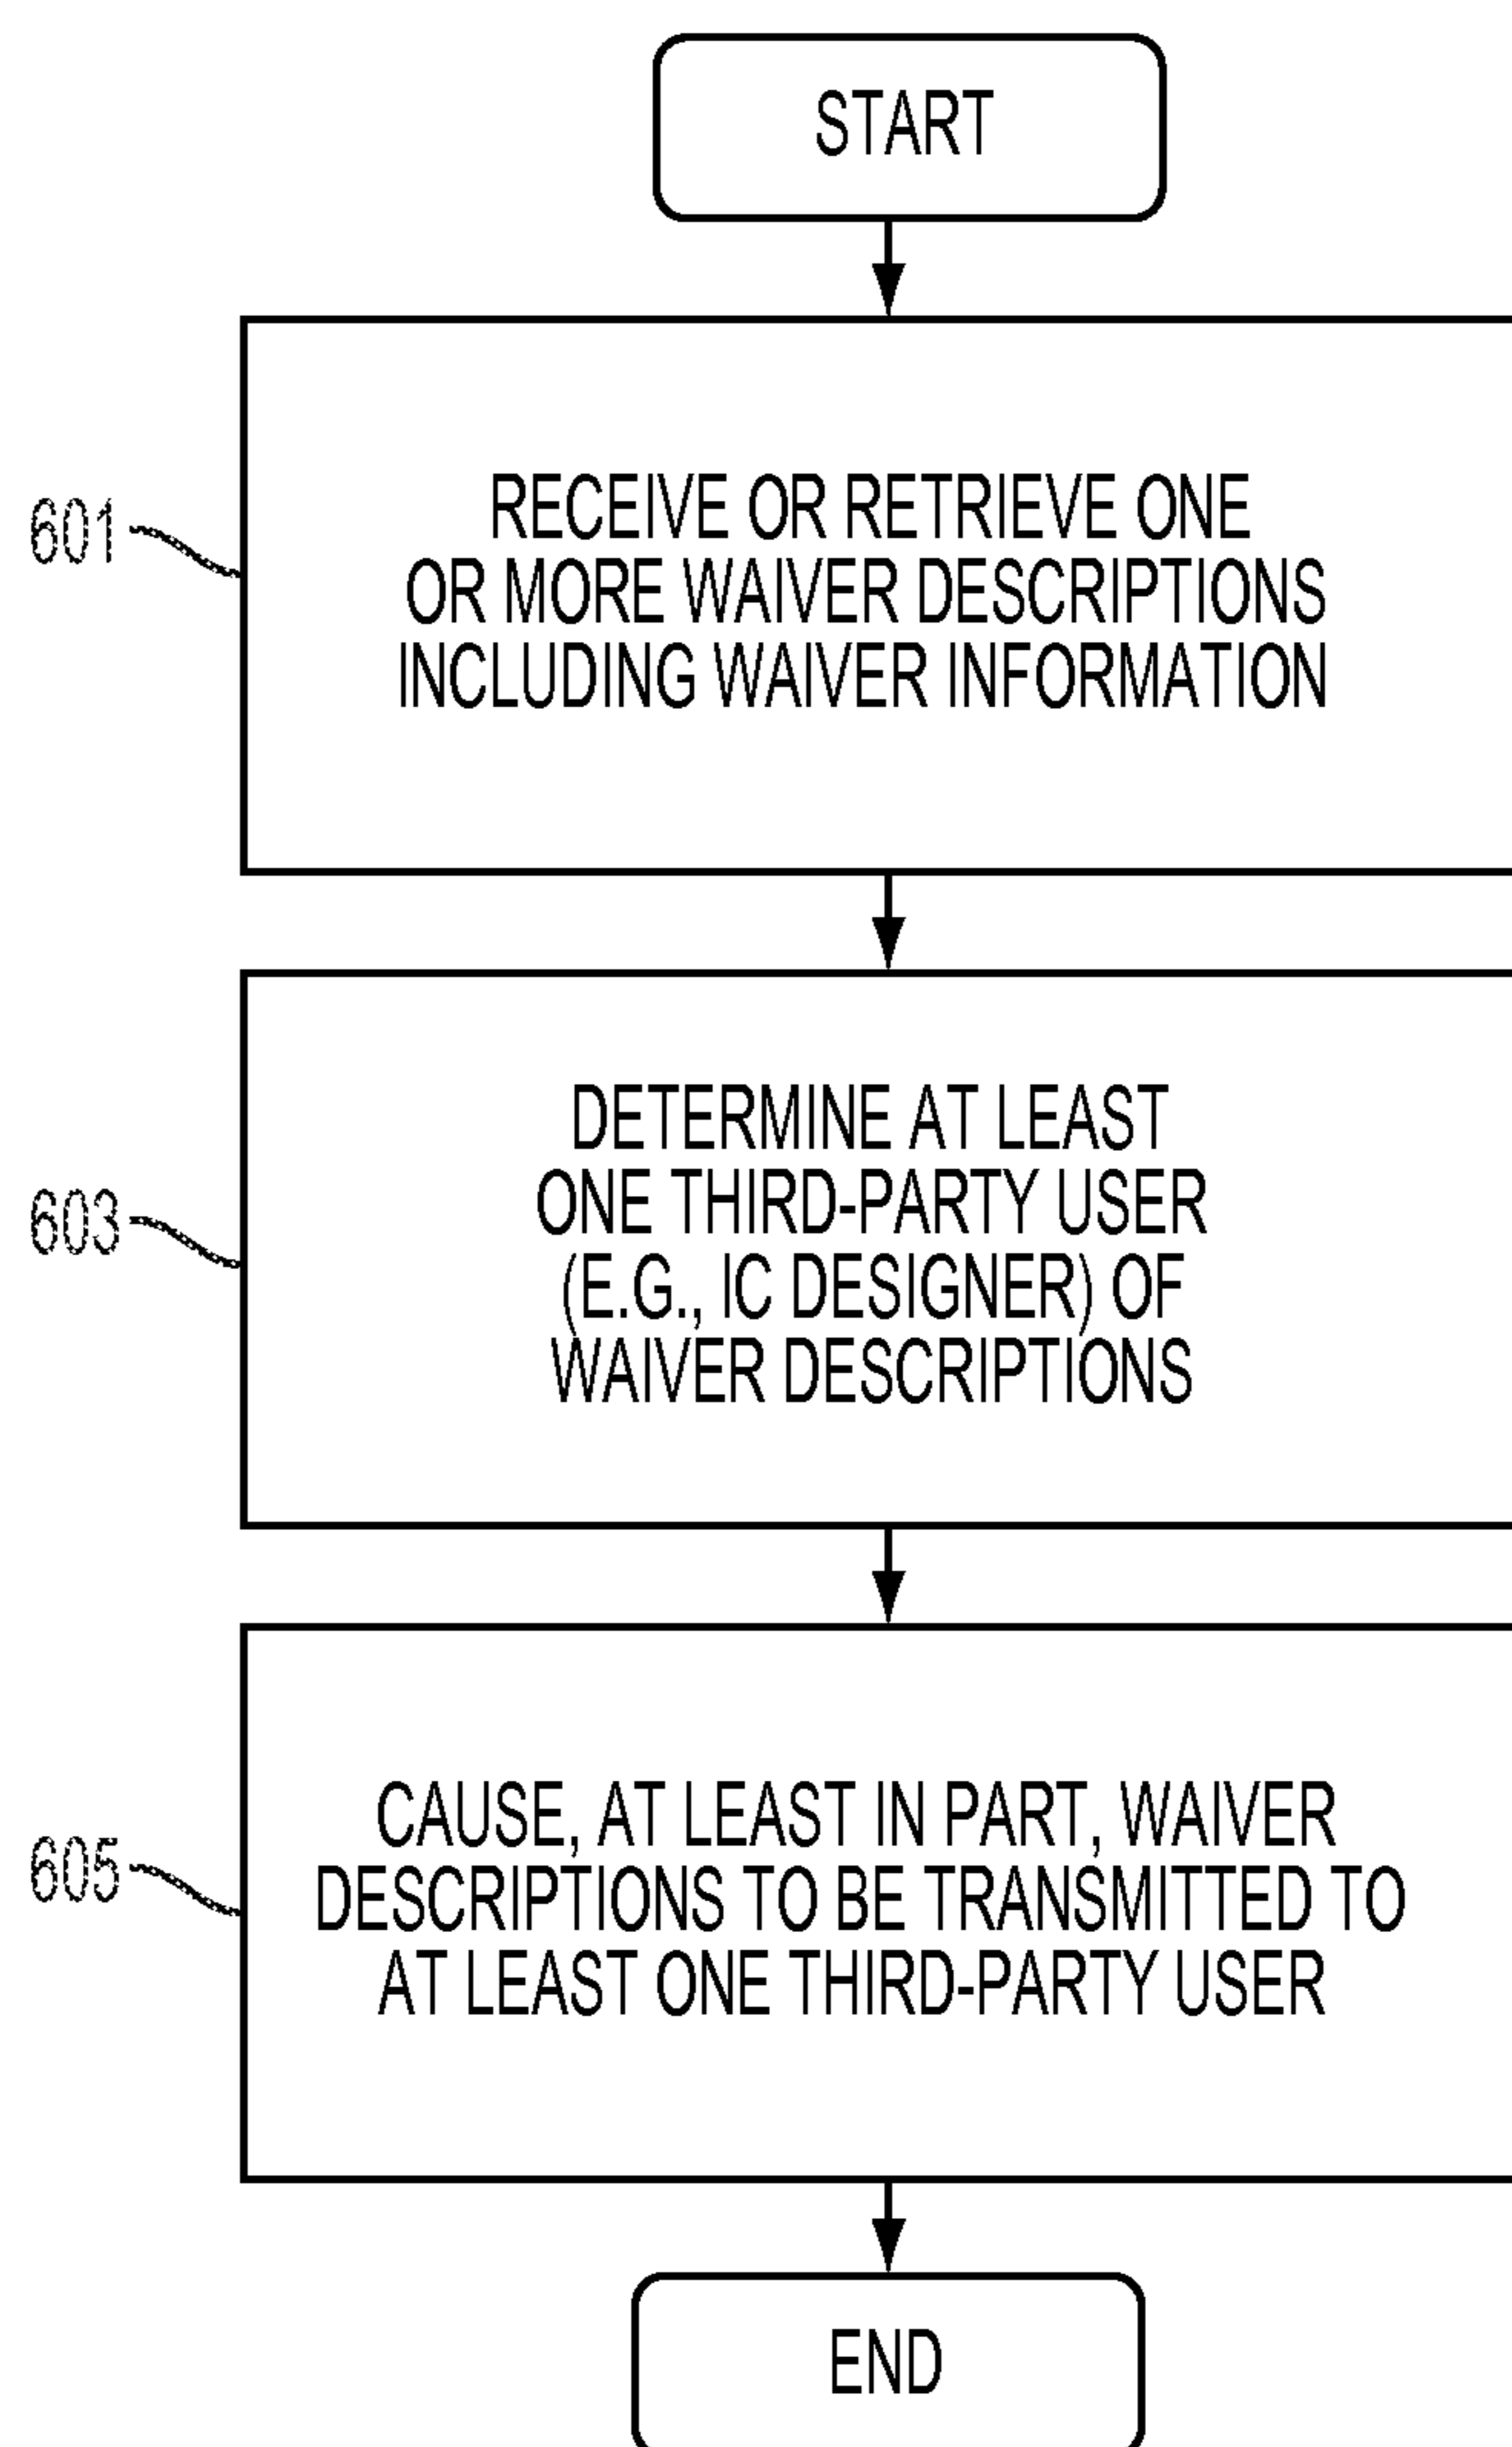 START
601
RECEIVE OR RETRIEVE ONE
OR MORE WAIVER DESCRIPTIONS
INCLUDING WAIVER INFORMATION
603
DETERMINE AT LEAST
ONE THIRD-PARTY USER
(E.G., IC DESIGNER) OF
WAIVER DESCRIPTIONS
605
CAUSE, AT LEAST IN PART, WAIVER
DESCRIPTIONS TO BE TRANSMITTED TO
AT LEAST ONE THIRD-PARTY USER
END